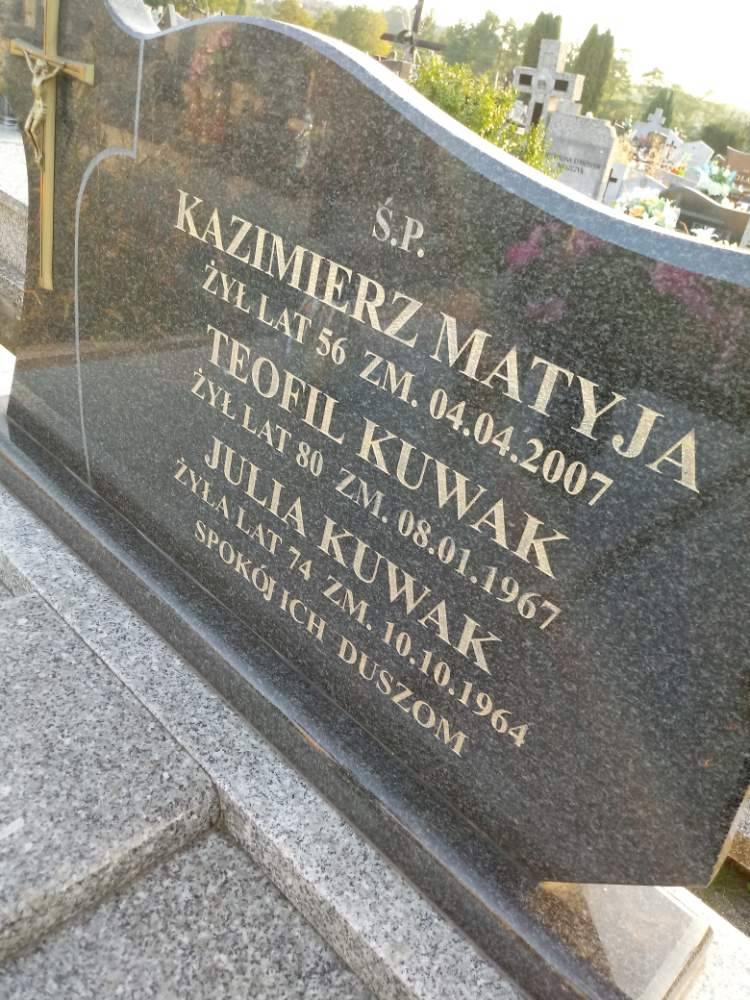 Ś.P.
KAZIMIERZ MATYJA
ŻYŁ LAT 56 ZM. 04.04.2007
TEOFIL KUWAK
ŻYŁ LAT 80 ZM. 08.01.1967
JULIA KUWAK
ŻYŁA LAT 74 ZM. 10.10.1964
SPOKÓJ ICH DUSZOM